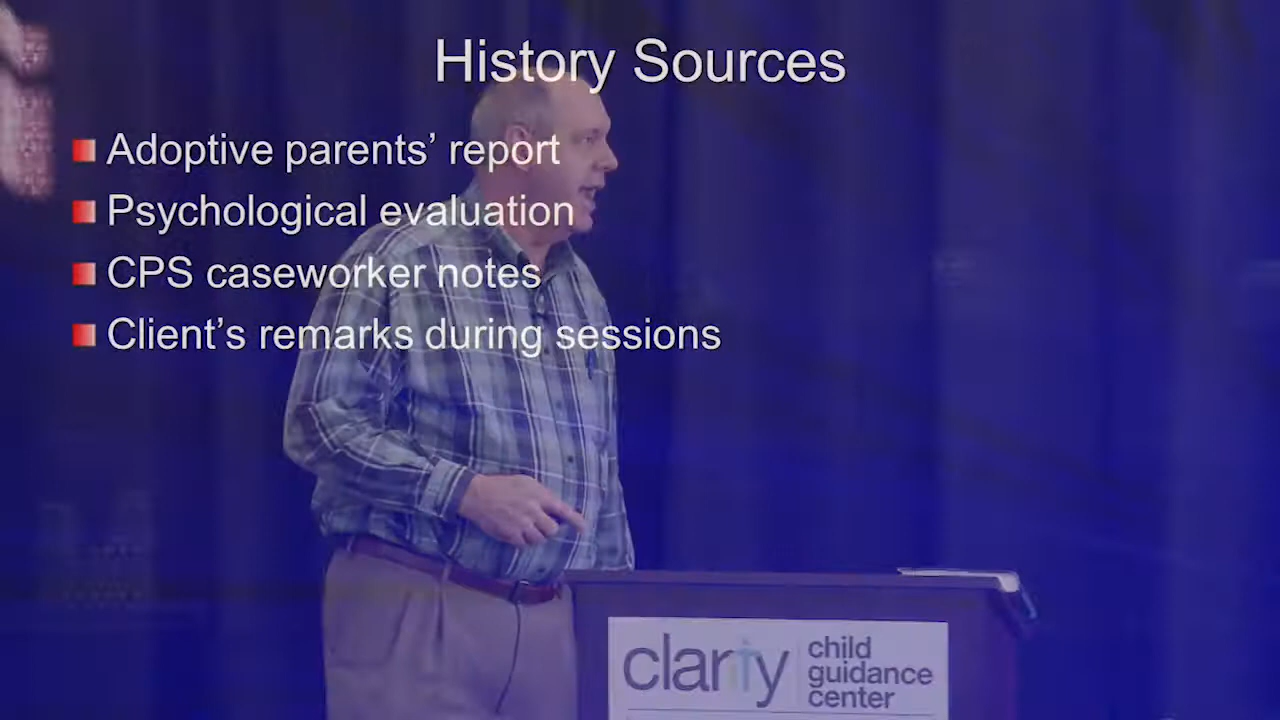 History Sources
Adoptive parents’ report
Psychological evaluation
CPS caseworker notes
Client’s remarks during sessions
clarity
child
guidance
center